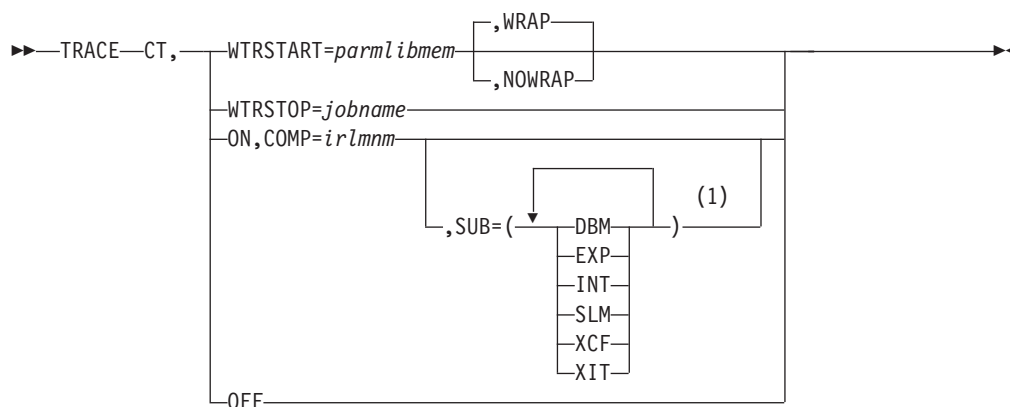 ,WRAP
TRACE CT, WTRSTART=parmlibmem
,NOWRAP
WTRSTOP=jobname
ON,COMP=irlmnm
(1)
,SUB=( DBM )
EXP
INT
SLM
XCF
XIT
OFF